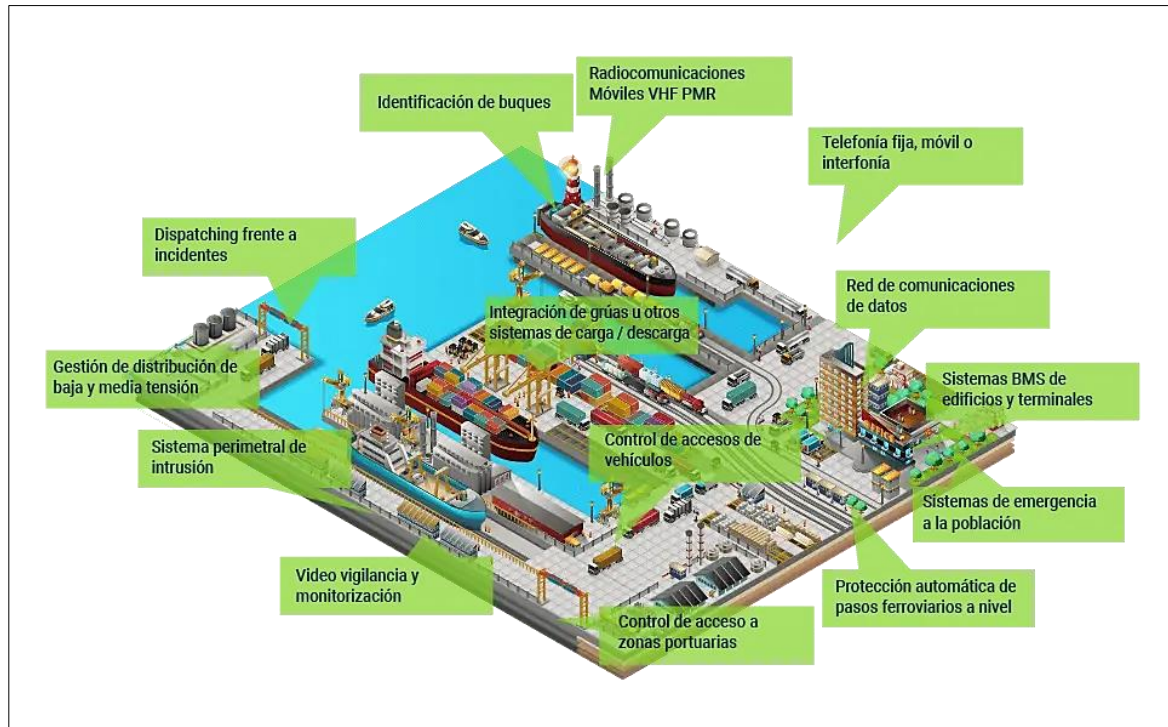 Radiocomunicaciones
Móviles VHF PMR
Identificación de buques
Telefonía fija, móvil o
interfonía
Dispatching frente a
incidentes
Red de comunicaciones
de datos
Integración de grúas u otros
sistemas de carga / descarga
Gestión de distribución de
baja y media tensión
Sistemas BMS de
edificios y terminales
Sistema perimetral de
intrusión
Control de accesos de
vehículos
Sistemas de emergencia
a la población
Video vigilancia y
monitorización
Protección automática de
pasos ferroviarios a nivel
Control de acceso a
zonas portuarias